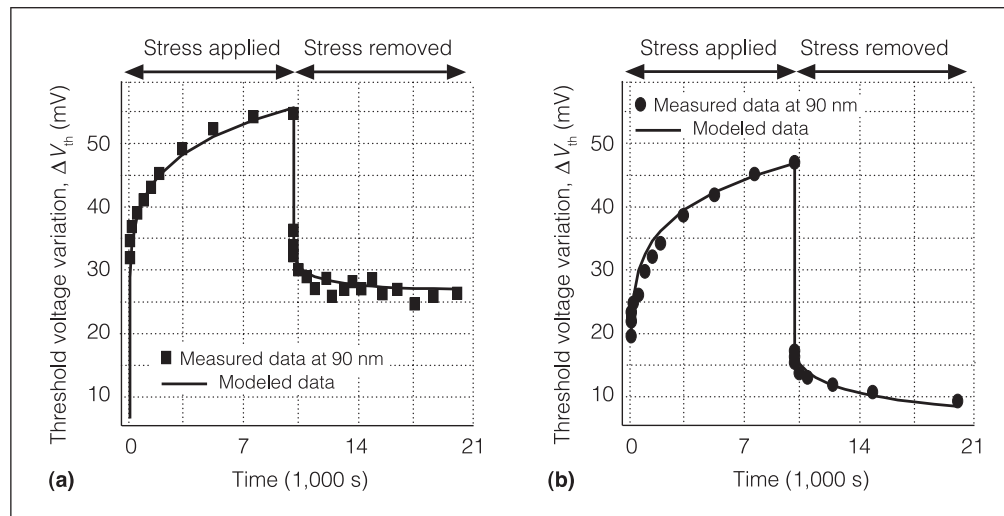 Stress applied Stress removed
Threshold voltage variation, ΔVth (mV)
50
40
30
20
10
Measured data at 90 nm
Modeled data
0 7 14 21
Time (1,000 s)
(a)
Stress applied Stress removed
Threshold voltage variation, ΔVth (mV)
Measured data at 90 nm
Modeled data
50
40
30
20
10
0 7 14 21
Time (1,000 s)
(b)